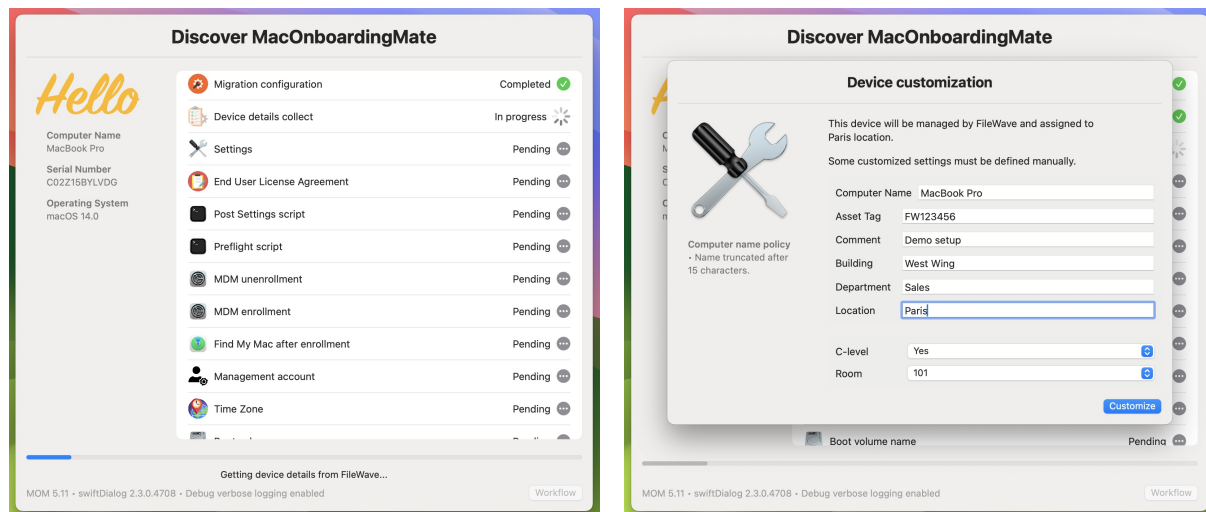 Discover MacOnboardingMate
Hello
Computer Name
MacBook Pro
Serial Number
C02Z15BYLVDG
Operating System
macOS 14.0
Migration configuration Completed
Device details collect In progress
Settings Pending
End User License Agreement Pending
Post Settings script Pending
Preflight script Pending
MDM unenrollment Pending
MDM enrollment Pending
Find My Mac after enrollment Pending
Management account Pending
Time Zone Pending
Getting device details from FileWave...
MOM 5.11 • swiftDialog 2.3.0.4708 • Debug verbose logging enabled
Workflow
Discover MacOnboardingMate
Device customization
This device will be managed by FileWave and assigned to
Paris location.
Some customized settings must be defined manually.
Computer name policy
• Name truncated after
15 characters.
Computer Name MacBook Pro
Asset Tag FW123456
Comment Demo setup
Building West Wing
Department Sales
Location Paris
C-level Yes
Room 101
Customize
Boot volume name Pending
MOM 5.11 • swiftDialog 2.3.0.4708 • Debug verbose logging enabled
Workflow